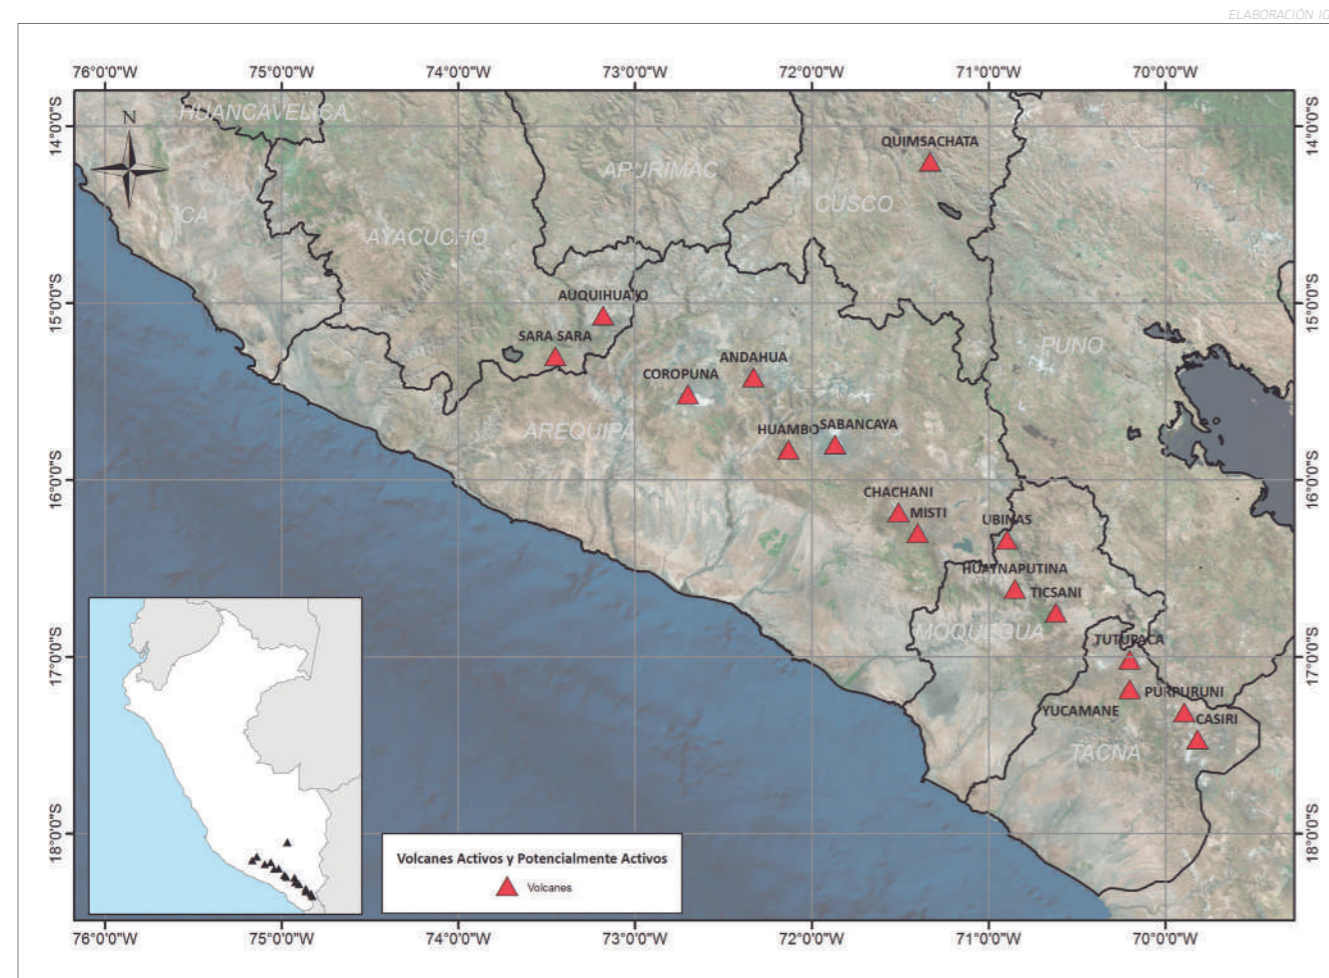 ELABORACIÓN IG
76°0'0"W 75°0'0"W 74°0'0"W 73°0'0"W 72°0'0"W 71°0'0"W 70°0'0"W
HUANCAVELICA
N
14°0'0"S 14°0'0"S
QUIMSACHATA
APURIMAC
CUSCO
ICA
AYACUCHO
AUQUIHUATO
15°0'0"S 15°0'0"S
SARA SARA
PUNO
ANDAHUA
COROPUNA
HUAMBO SABANCAYA
AREQUIPA
16°0'0"S 16°0'0"S
CHACHANI
MISTI
UBINAS
HUAYNAPUTINA
TICSANI
MOQUEGUA
TUTUPACA
17°0'0"S 17°0'0"S
PURPURUNI
YUCAMANE
CASIRI
TACNA
18°0'0"S 18°0'0"S
Volcanes Activos y Potencialmente Activos
Volcanes
76°0'0"W 75°0'0"W 74°0'0"W 73°0'0"W 72°0'0"W 71°0'0"W 70°0'0"W